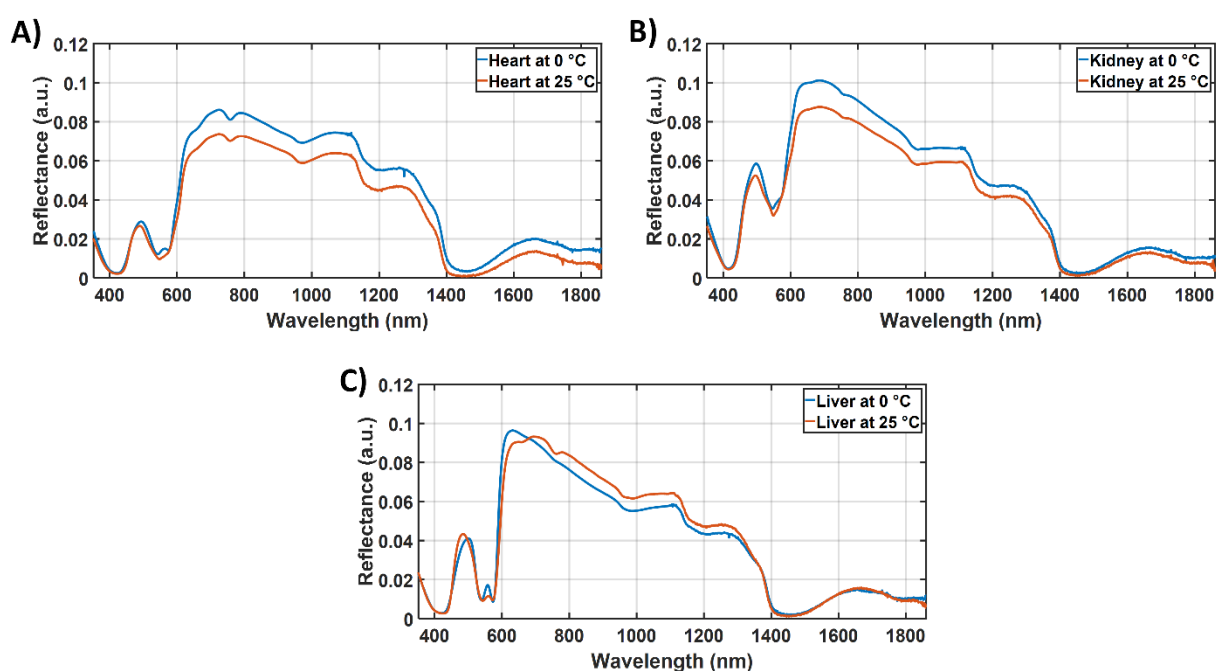 A)
0.12
0.1
0.08
0.06
0.04
0.02
0
Reflectance (a.u.)
Heart at 0 °C
Heart at 25 °C
400 600 800 1000 1200 1400 1600 1800
Wavelength (nm)
B)
0.12
0.1
0.08
0.06
0.04
0.02
0
Reflectance (a.u.)
Kidney at 0 °C
Kidney at 25 °C
400 600 800 1000 1200 1400 1600 1800
Wavelength (nm)
C)
0.12
0.1
0.08
0.06
0.04
0.02
0
Reflectance (a.u.)
Liver at 0 °C
Liver at 25 °C
400 600 800 1000 1200 1400 1600 1800
Wavelength (nm)